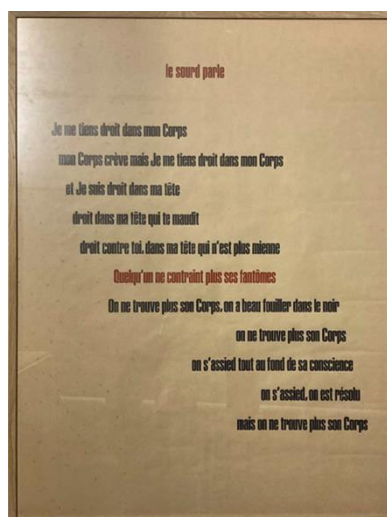 le sourd parle
Je me tiens droit dans mon Corps
mon Corps crève mais Je me tiens droit dans mon Corps
et Je suis droit dans ma tête
droit dans ma tête qui te maudit
droit contre toi, dans ma tête qui n'est plus mienne
Quelqu'un ne contraint plus ses fantômes
On ne trouve plus son Corps, on a beau fouiller dans le noir
on ne trouve plus son Corps
on s'assied tout au fond de sa conscience
on s'assied, on est résolu
mais on ne trouve plus son Corps